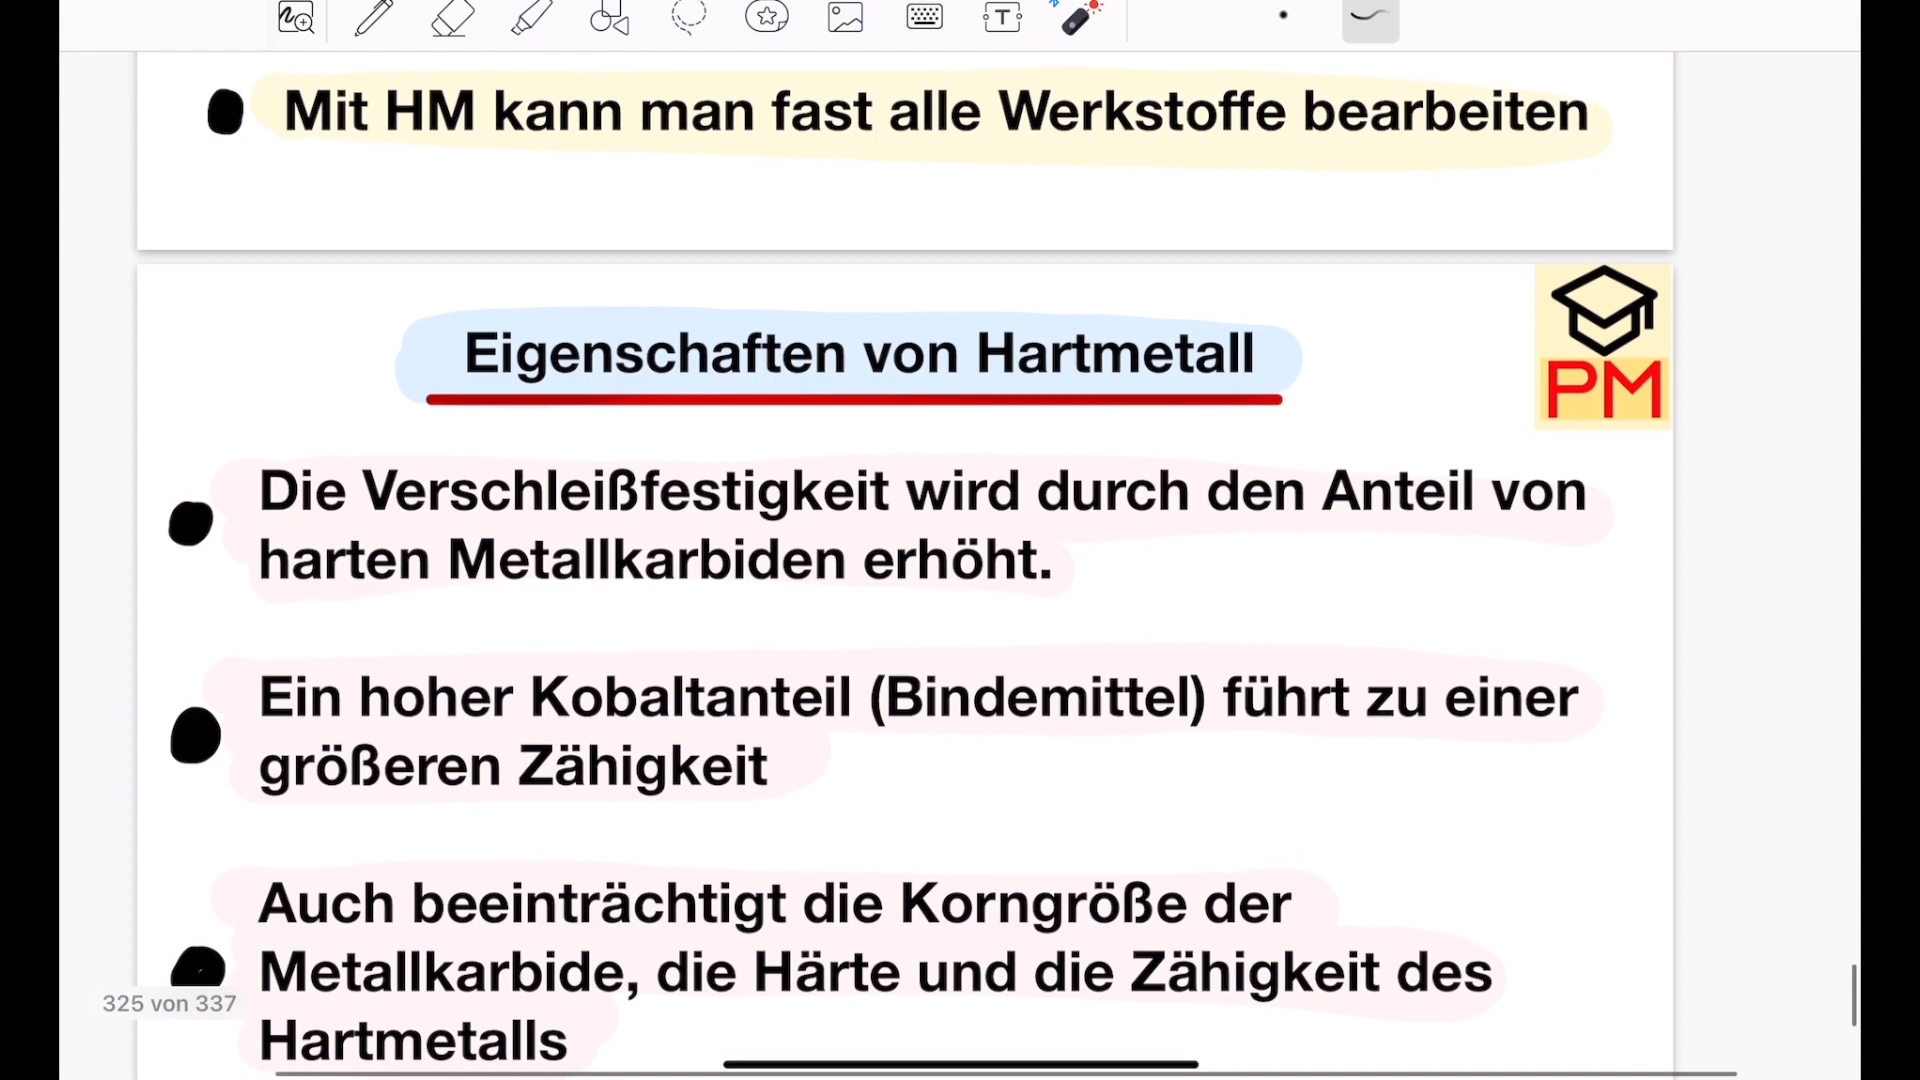 T
Mit HM kann man fast alle Werkstoffe bearbeiten
Eigenschaften von Hartmetall
PM
Die Verschleißfestigkeit wird durch den Anteil von
harten Metallkarbiden erhöht.
Ein hoher Kobaltanteil (Bindemittel) führt zu einer
größeren Zähigkeit
Auch beeinträchtigt die Korngröße der
Metallkarbide, die Härte und die Zähigkeit des
Hartmetalls
325 von 337